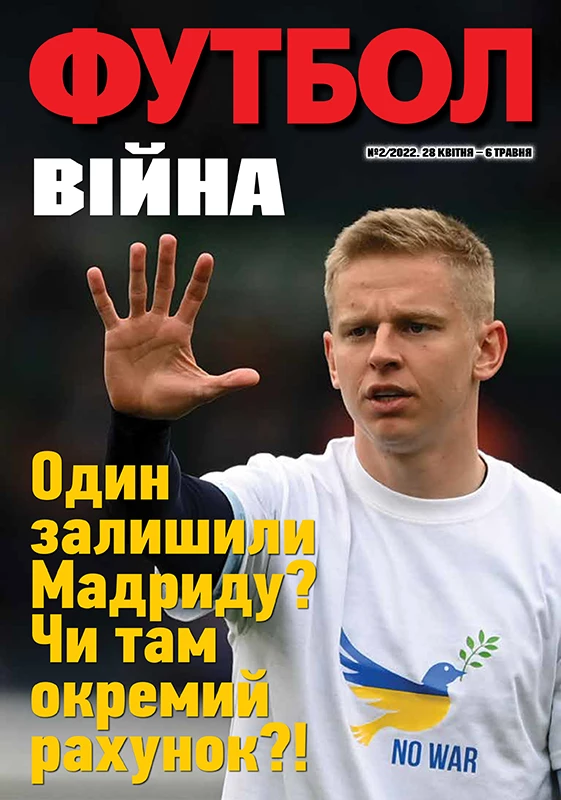 ФУТБОЛ
ВІЙНА
№2/2022. 28 КВІТНЯ – 6 ТРАВНЯ
Один
залишили
Мадриду?
Чи там
окремий
рахунок?!
NO WAR